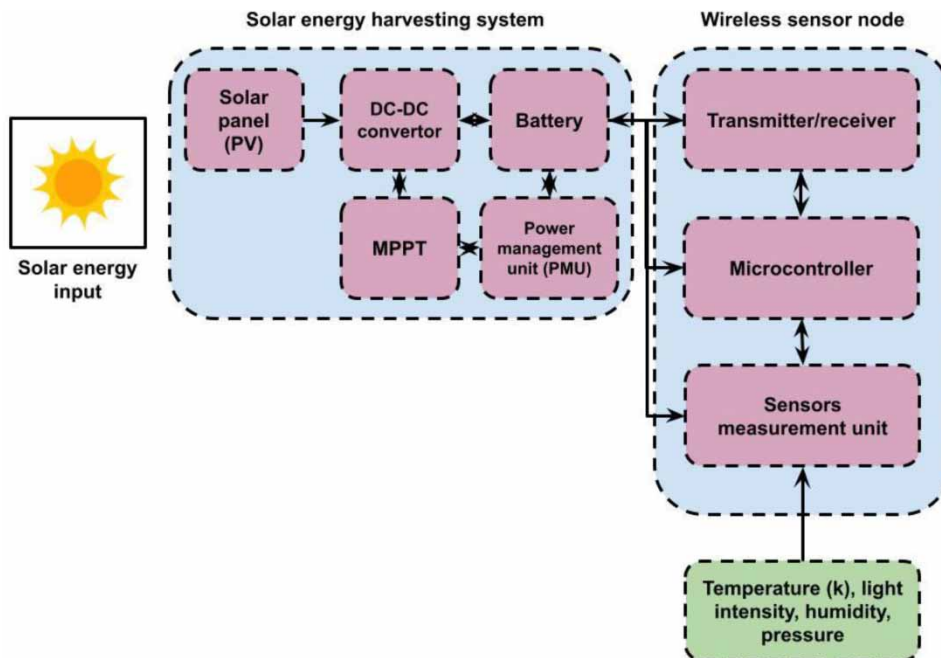 Solar energy harvesting system
Wireless sensor node
Solar
panel
(PV)
DC-DC
convertor
Battery
Transmitter/receiver
MPPT
Power
management
unit (PMU)
Microcontroller
Solar energy
input
Sensors
measurement unit
Temperature (k), light
intensity, humidity,
pressure